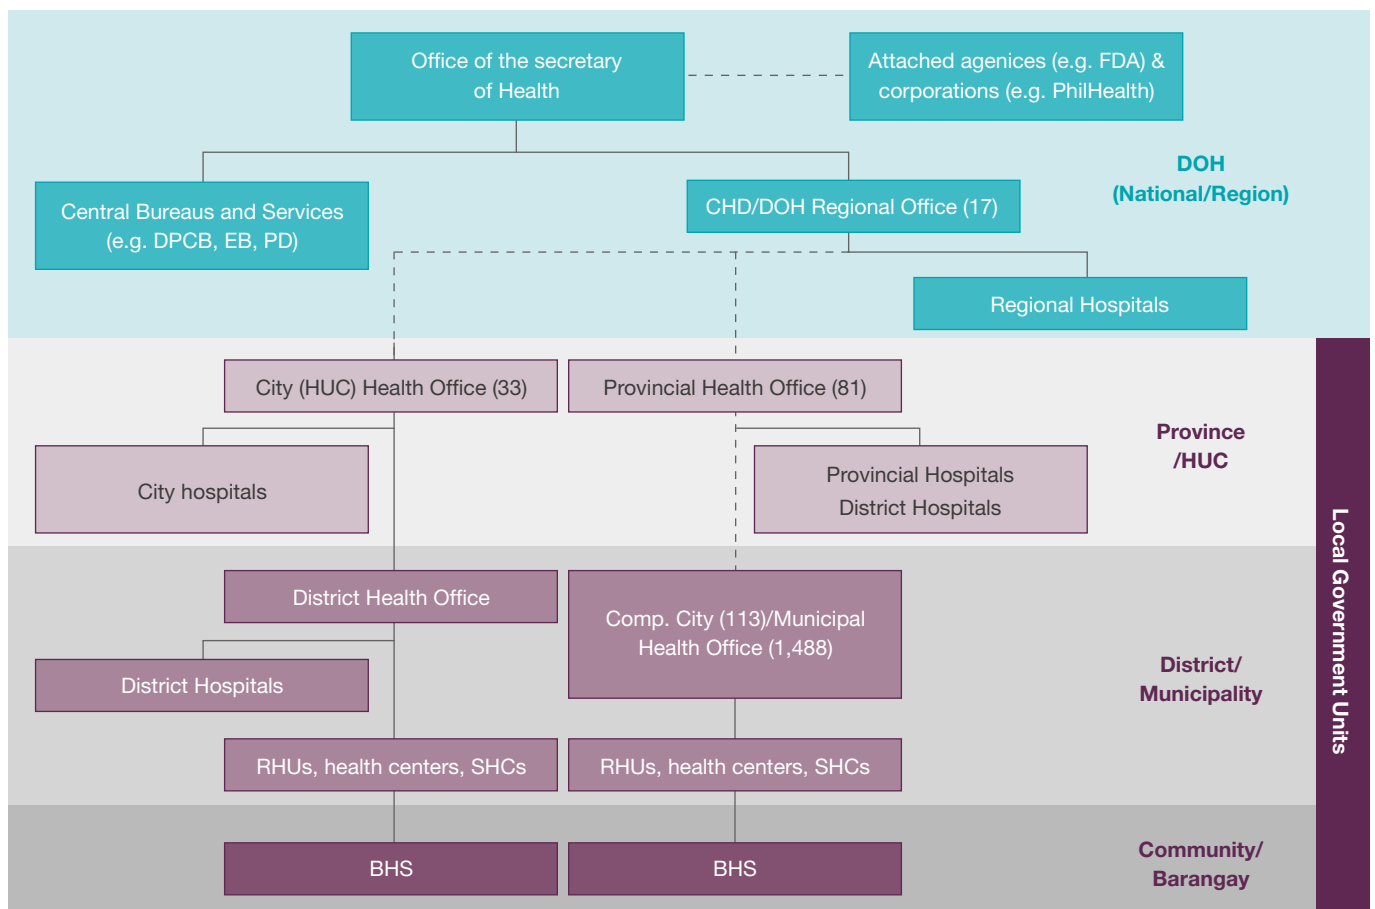 Office of the secretary
of Health
Attached agenices (e.g. FDA) &
corporations (e.g. PhilHealth)
DOH
(National/Region)
Central Bureaus and Services
(e.g. DPCB, EB, PD)
CHD/DOH Regional Office (17)
Regional Hospitals
City (HUC) Health Office (33)
Provincial Health Office (81)
Province
/HUC
City hospitals
Provincial Hospitals
District Hospitals
Local Government Units
District Health Office
Comp. City (113)/Municipal
Health Office (1,488)
District/
Municipality
District Hospitals
RHUs, health centers, SHCs
RHUs, health centers, SHCs
Community/
Barangay
BHS
BHS